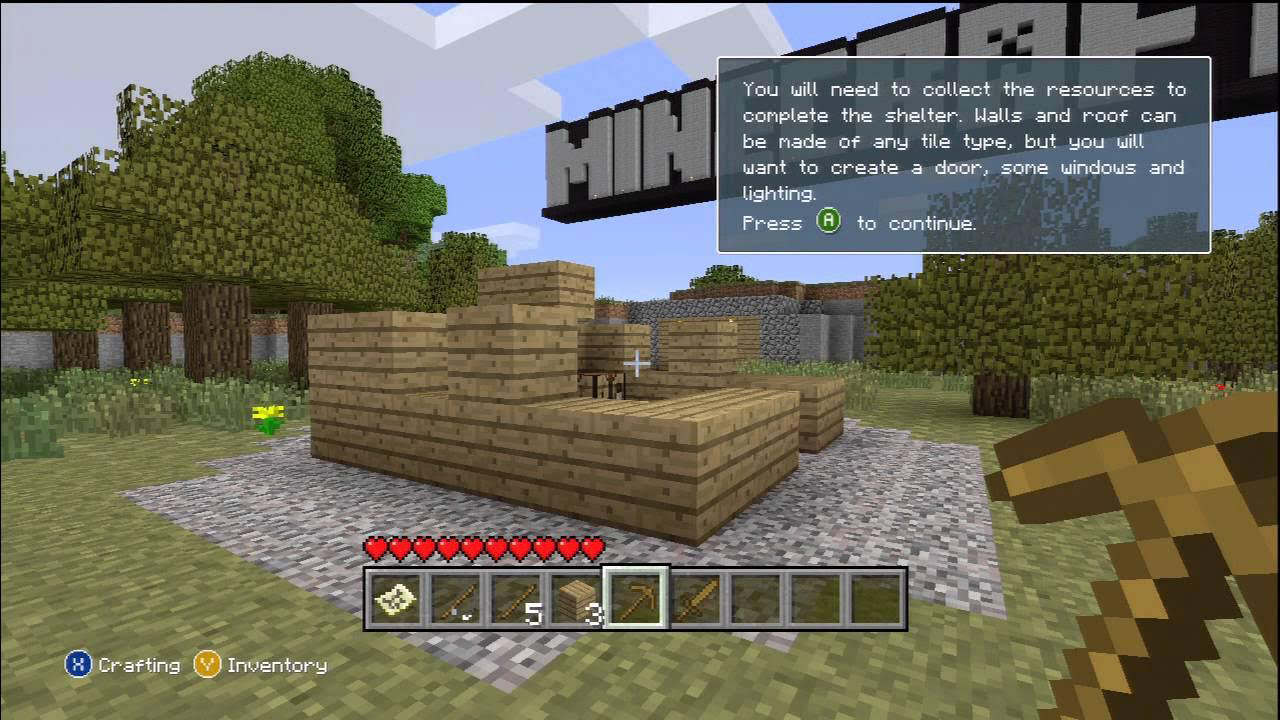 MINECRAFT
You will need to collect the resources to
complete the shelter. Walls and roof can
be made of any tile type, but you will
want to create a door, some windows and
lighting.
Press A to continue.
5
3
X Crafting Y Inventory